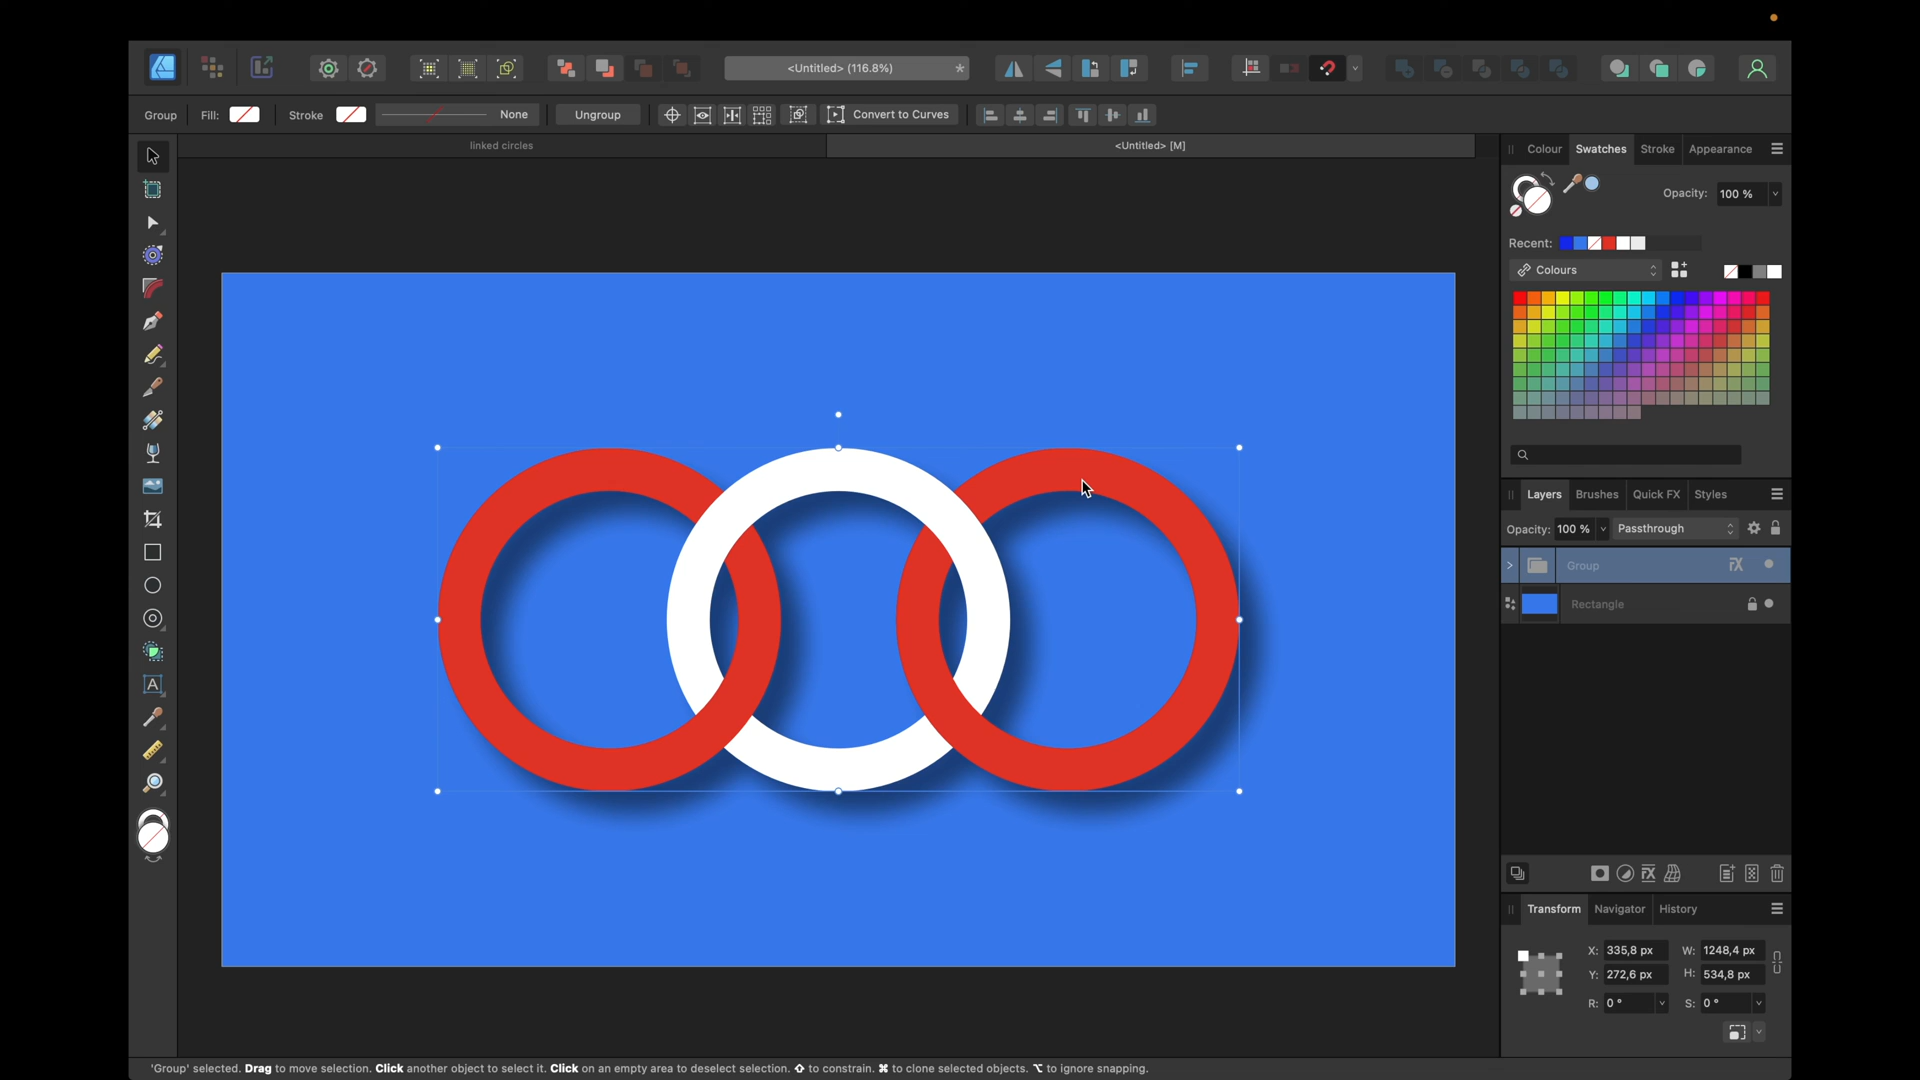 <Untitled> (116.8%)
*
Group
Fill:
Stroke
None
Ungroup
Convert to Curves
linked circles
<Untitled> [M]
Colour
Swatches
Stroke
Appearance
Opacity:
100 %
Recent:
Colours
Layers
Brushes
Quick FX
Styles
Opacity:
100 %
Passthrough
Group
Rectangle
Transform
Navigator
History
X: 335,8 px
W: 1248,4 px
Y: 272,6 px
H: 534,8 px
R: 0 °
S: 0 °
'Group' selected. Drag to move selection. Click another object to select it. Click on an empty area to deselect selection. ⇧ to constrain. ⌘ to clone selected objects. ⌥ to ignore snapping.